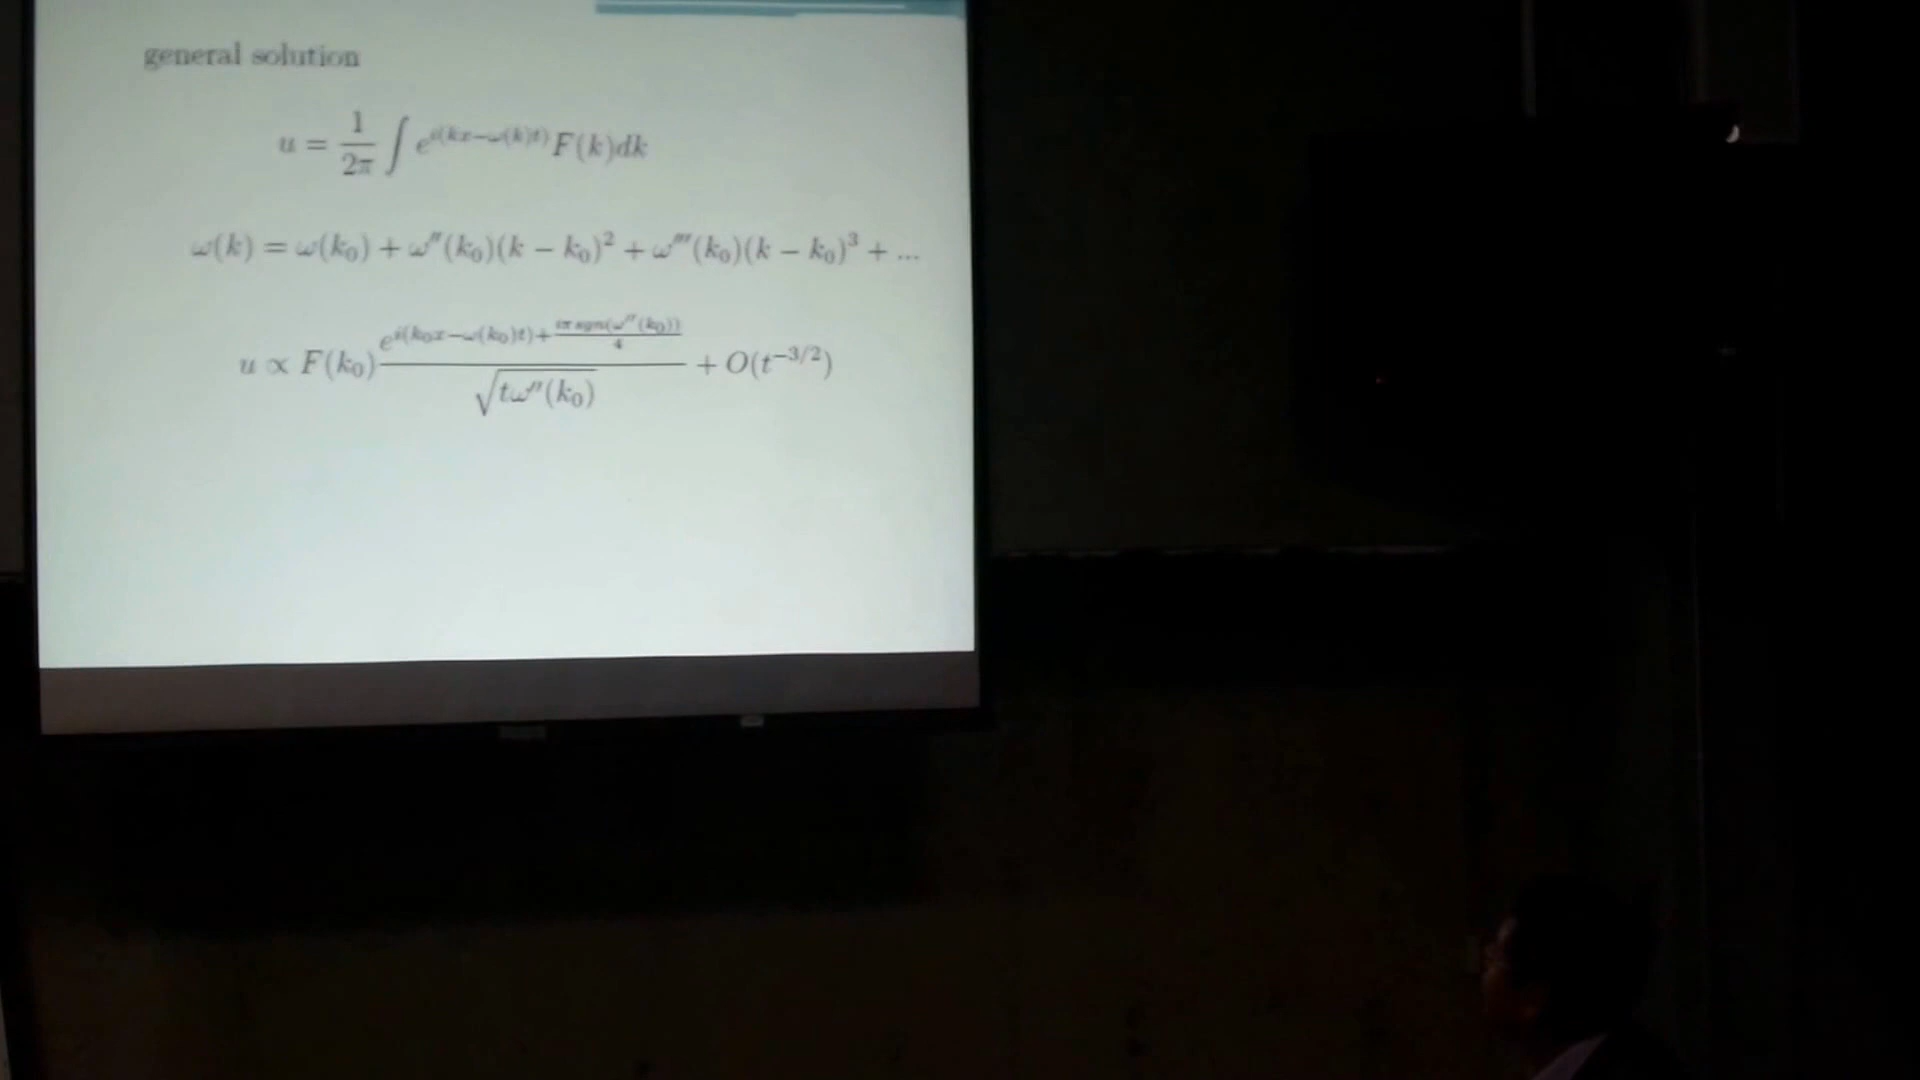 general solution
u = \frac{1}{2\pi} \int e^{i(kx-\omega(k)t)} F(k)dk
\omega(k) = \omega(k_0) + \omega''(k_0)(k - k_0)^2 + \omega'''(k_0)(k - k_0)^3 + ...
u \propto F(k_0) \frac{e^{i(k_0x-\omega(k_0)t)+\frac{i\pi sgn(\omega''(k_0))}{4}}}{\sqrt{t\omega''(k_0)}} + O(t^{-3/2})